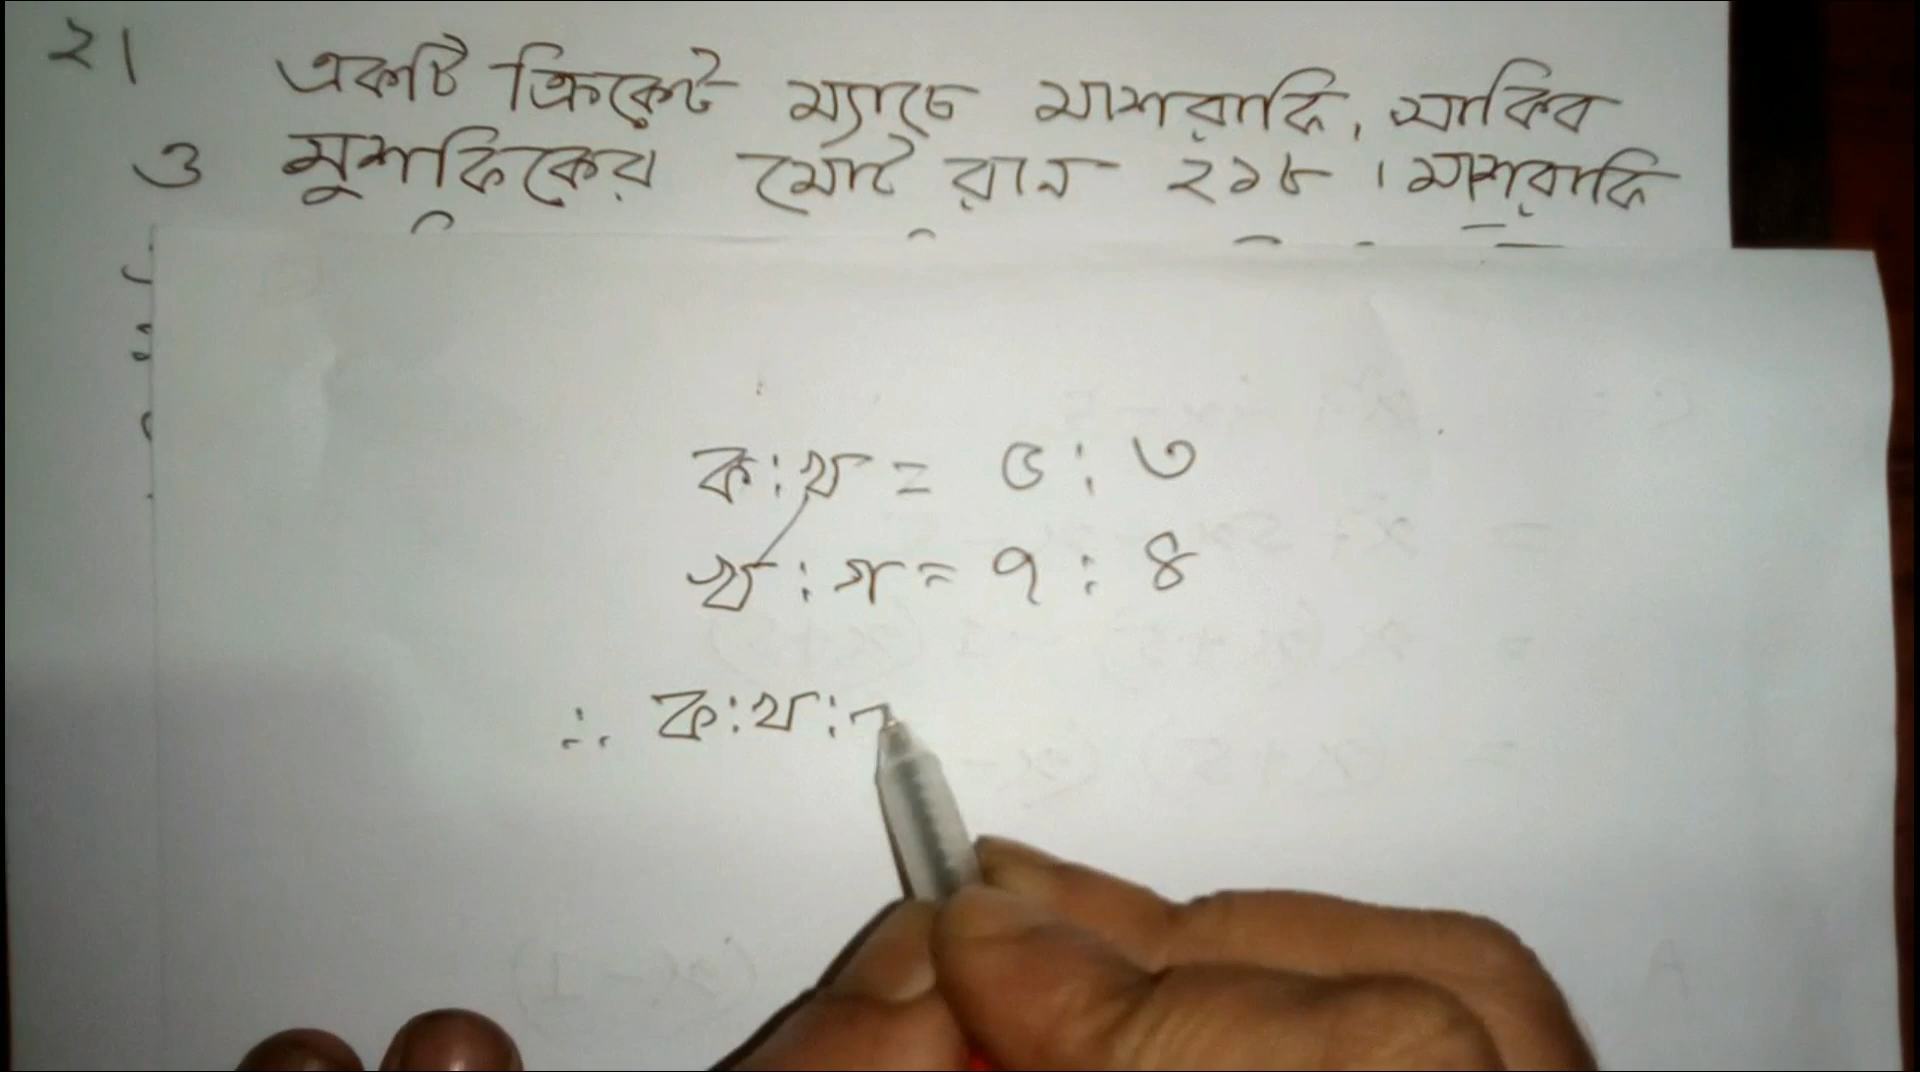 ২। একটি ক্রিকেট ম্যাচে মাশরাফি, সাকিব
ও মুশফিকের মোট রান ২১৮। মাশরাফি
ক:খ = ৫:৩
খ:গ = ৭:৪
∴ ক:খ: